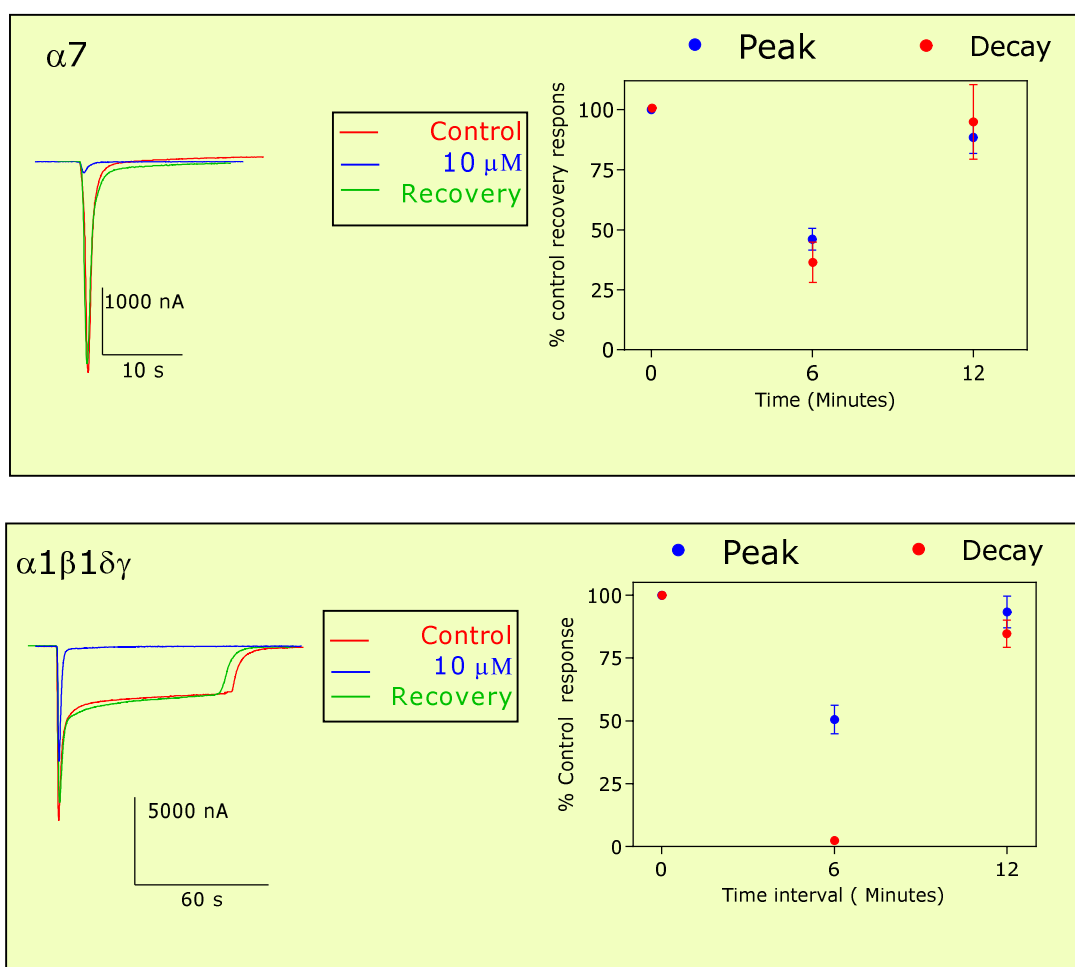 α7
Peak
Decay
Control
10 μM
Recovery
1000 nA
10 s
% control recovery respons
100
75
50
25
0
0
6
12
Time (Minutes)
α1β1δγ
Peak
Decay
Control
10 μM
Recovery
5000 nA
60 s
% Control response
100
75
50
25
0
0
6
12
Time interval ( Minutes)